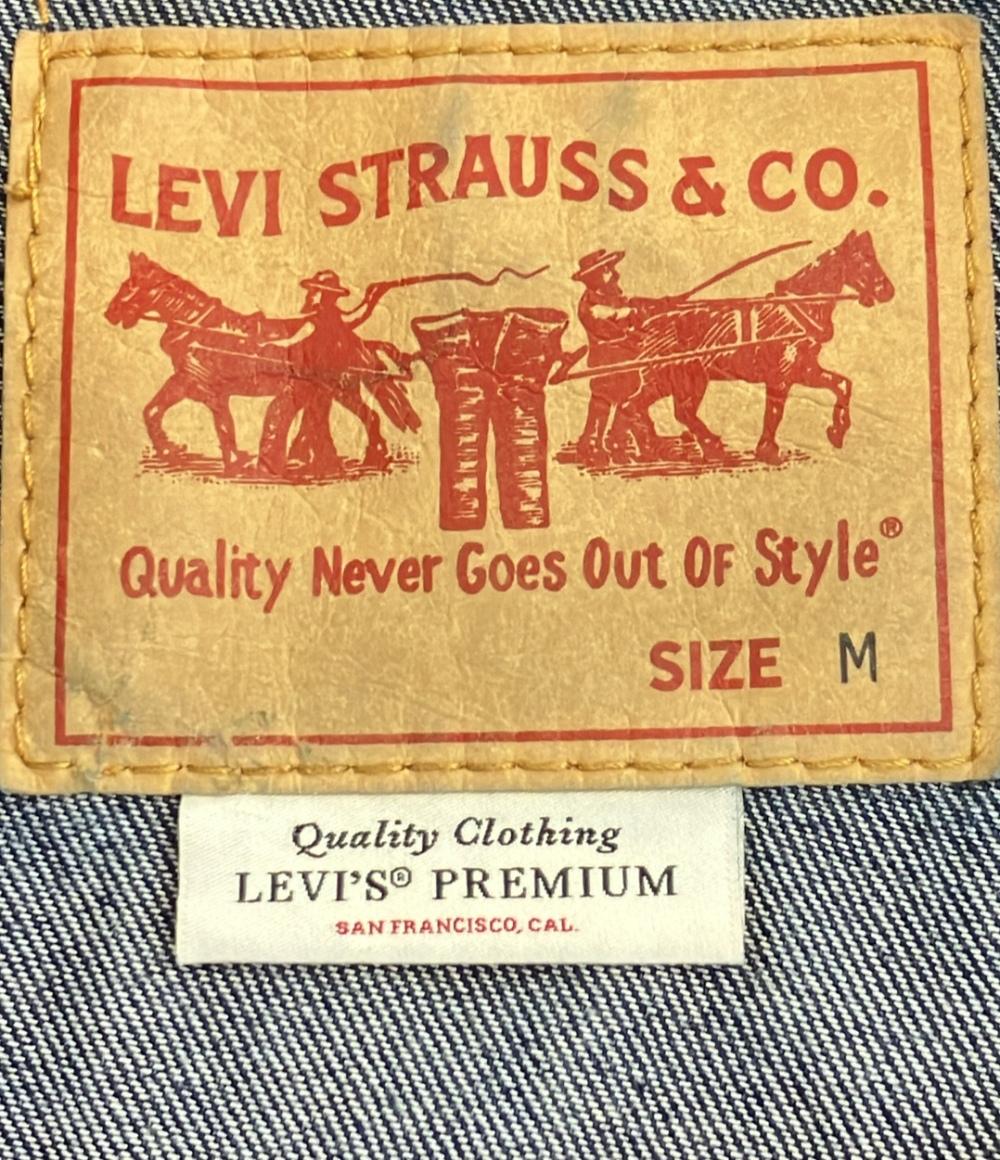 LEVI STRAUSS & CO.
Quality Never Goes Out Of Style®
SIZE M
Quality Clothing
LEVI'S® PREMIUM
SAN FRANCISCO, CAL.